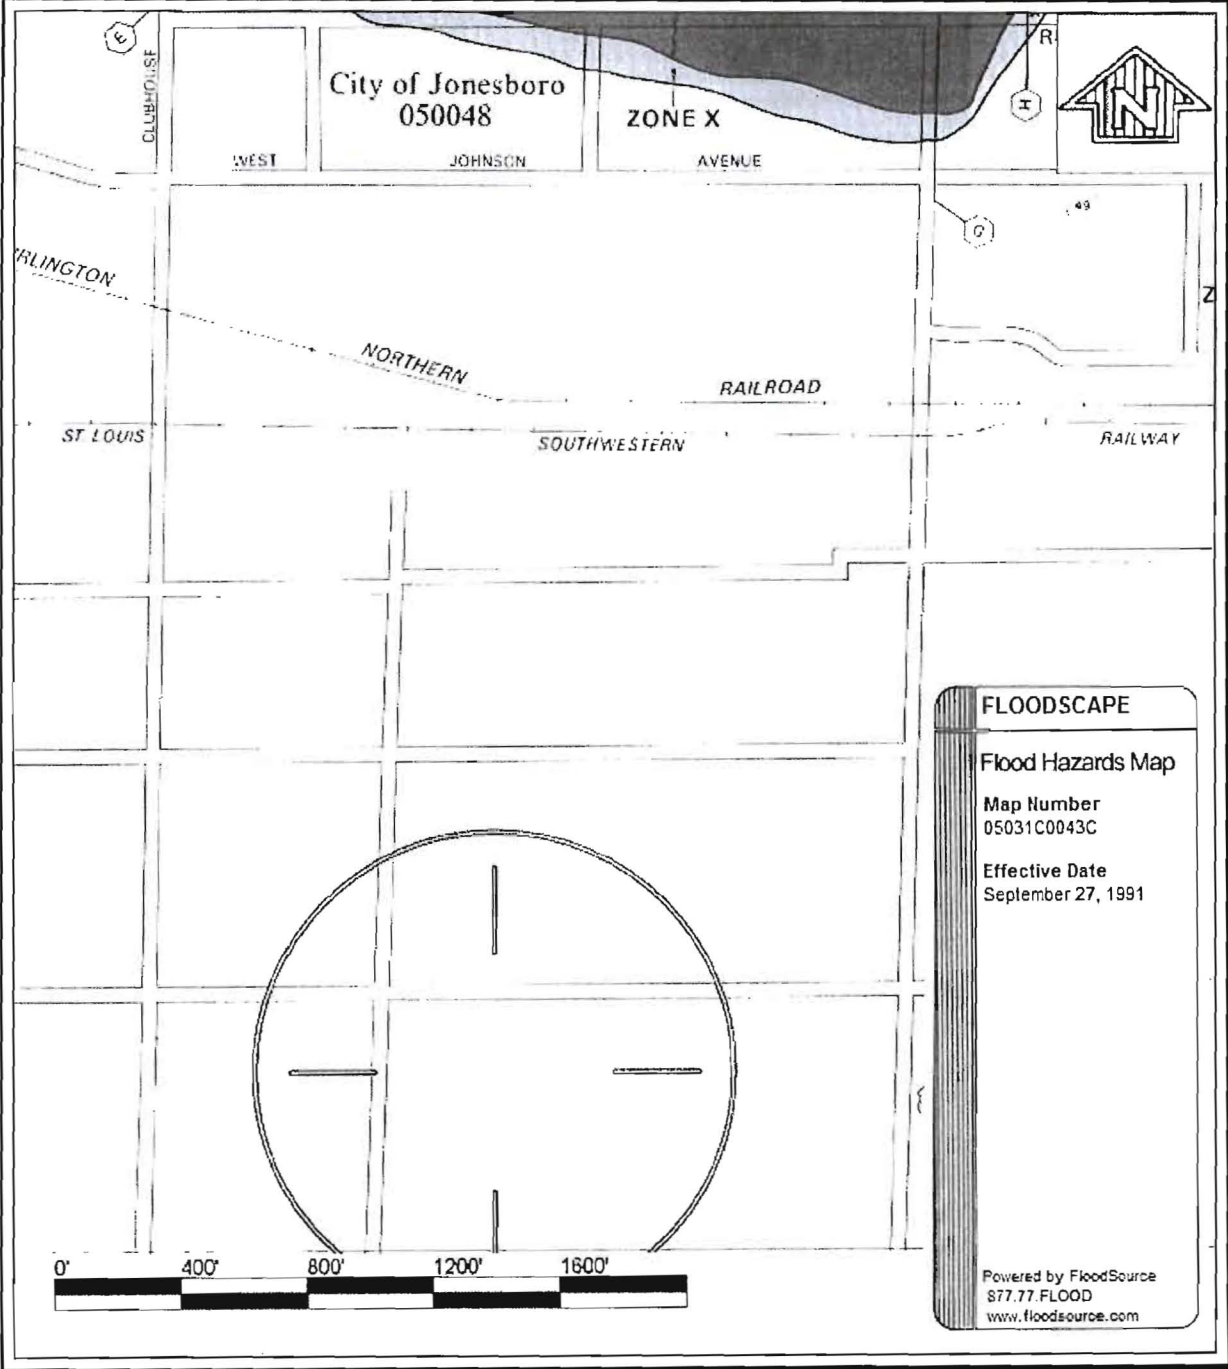 E
CLUBHOUSE
City of Jonesboro
050048
ZONE X
R
H
N
WEST JOHNSON AVENUE
49
G
Z
RLINGTON
NORTHERN
RAILROAD
ST LOUIS
SOUTHWESTERN
RAILWAY
FLOODSCAPE
Flood Hazards Map
Map Number
05031C0043C
Effective Date
September 27, 1991
0' 400' 800' 1200' 1600'
Powered by FloodSource
877.77.FLOOD
www.floodsource.com